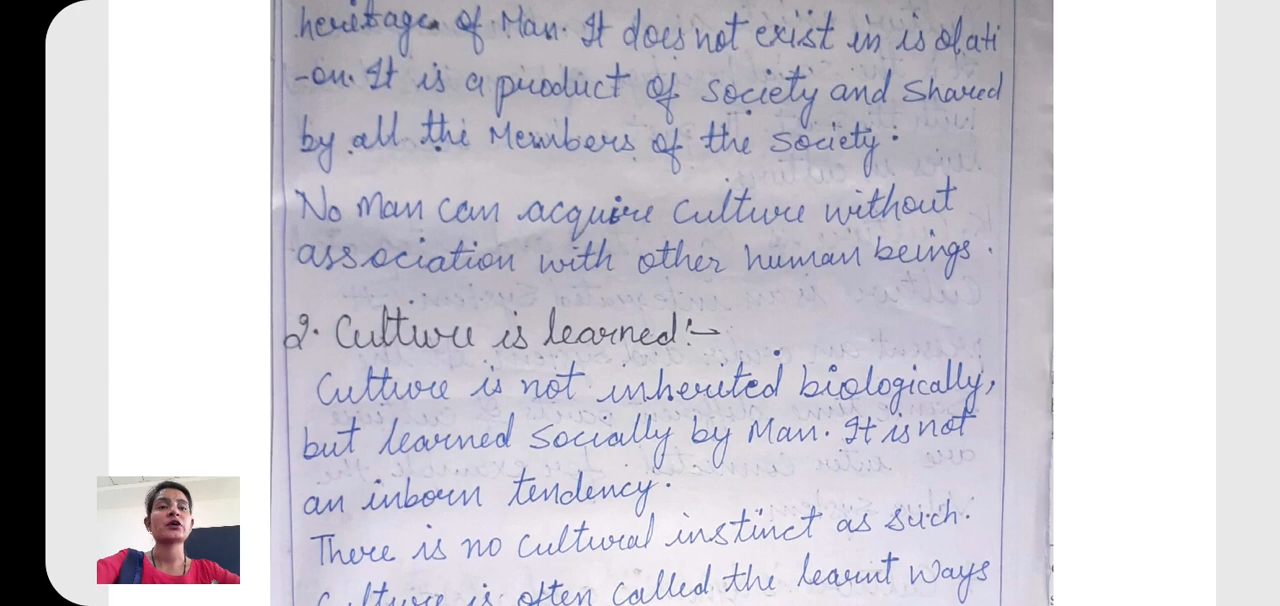 heritage of Man. It does not exist in isolati
-on. It is a product of society and shared
by all the Members of the society.
No man can acquire culture without
association with other human beings.
2. Culture is learned:-
Culture is not inherited biologically,
but learned socially by Man. It is not
an inborn tendency.
There is no cultural instinct as such.
Culture is often called the learnt ways